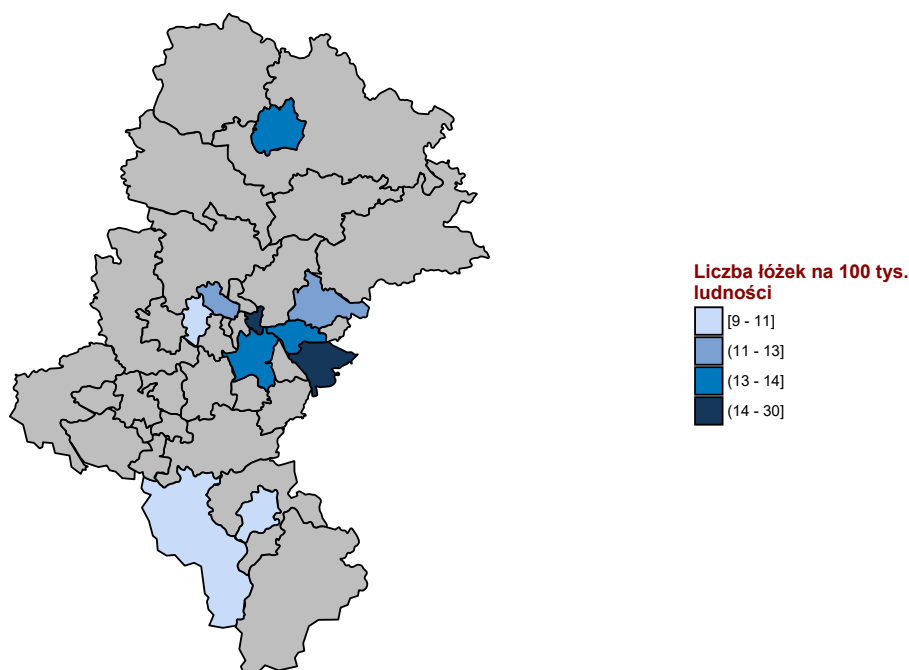 Liczba łóżek na 100 tys.
ludności
[9 - 11]
(11 - 13]
(13 - 14]
(14 - 30]